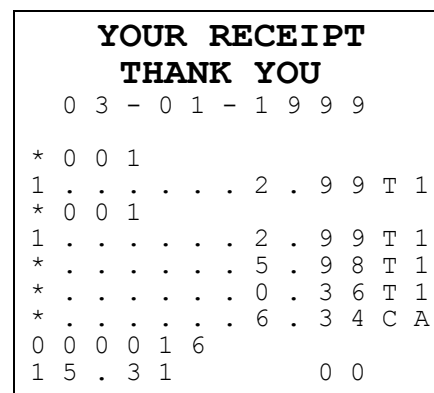 YOUR RECEIPT
THANK YOU
03-01-1999
*001
1......2.99T1
*001
1......2.99T1
*......5.98T1
*......0.36T1
*......6.34CA
000016
15.31 00